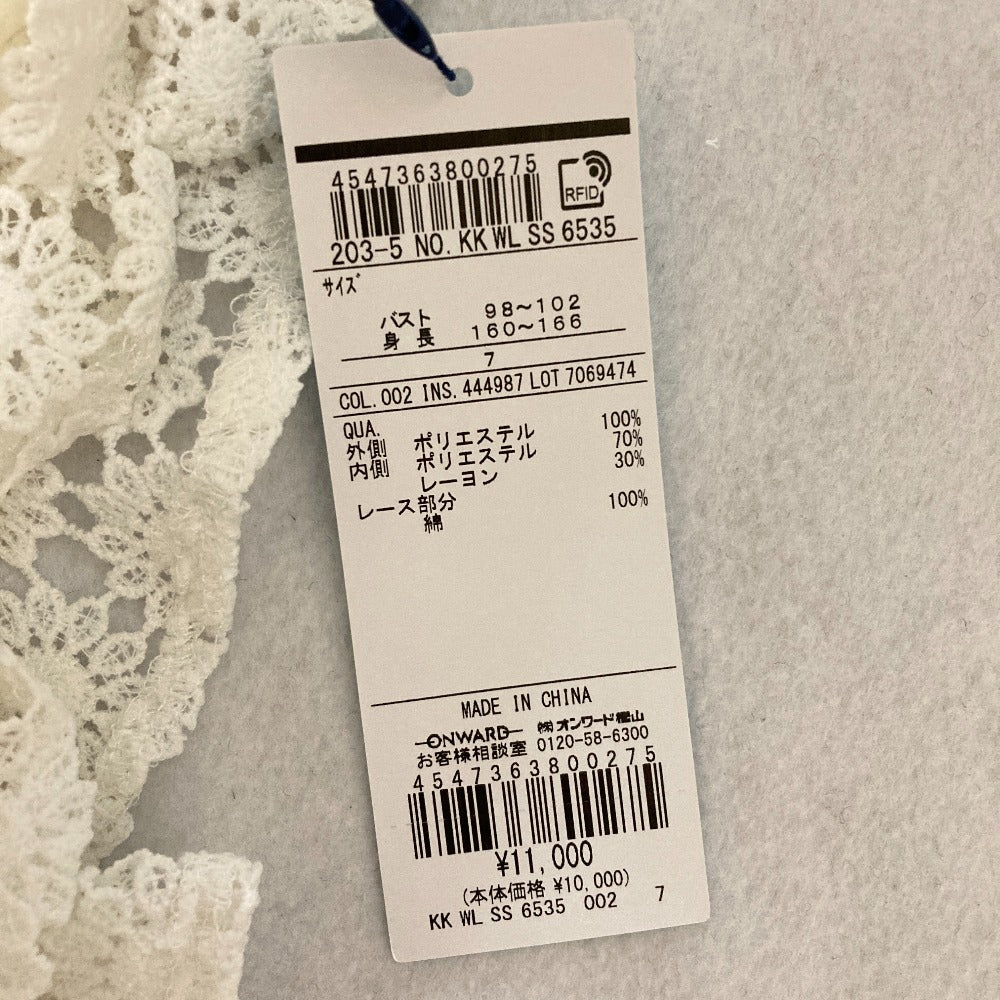 4547363800275
RFID
203-5 NO. KK WL SS 6535
サイズ
バスト 98〜102
身長 160〜166
7
COL.002 INS.444987 LOT 7069474
QUA.
外側 ポリエステル 100%
内側 ポリエステル 70%
レーヨン 30%
レース部分
綿 100%
MADE IN CHINA
ONWARD ㈱オンワード樫山
お客様相談室 0120-58-6300
4547363800275
¥11,000
(本体価格 ¥10,000)
KK WL SS 6535 002 7